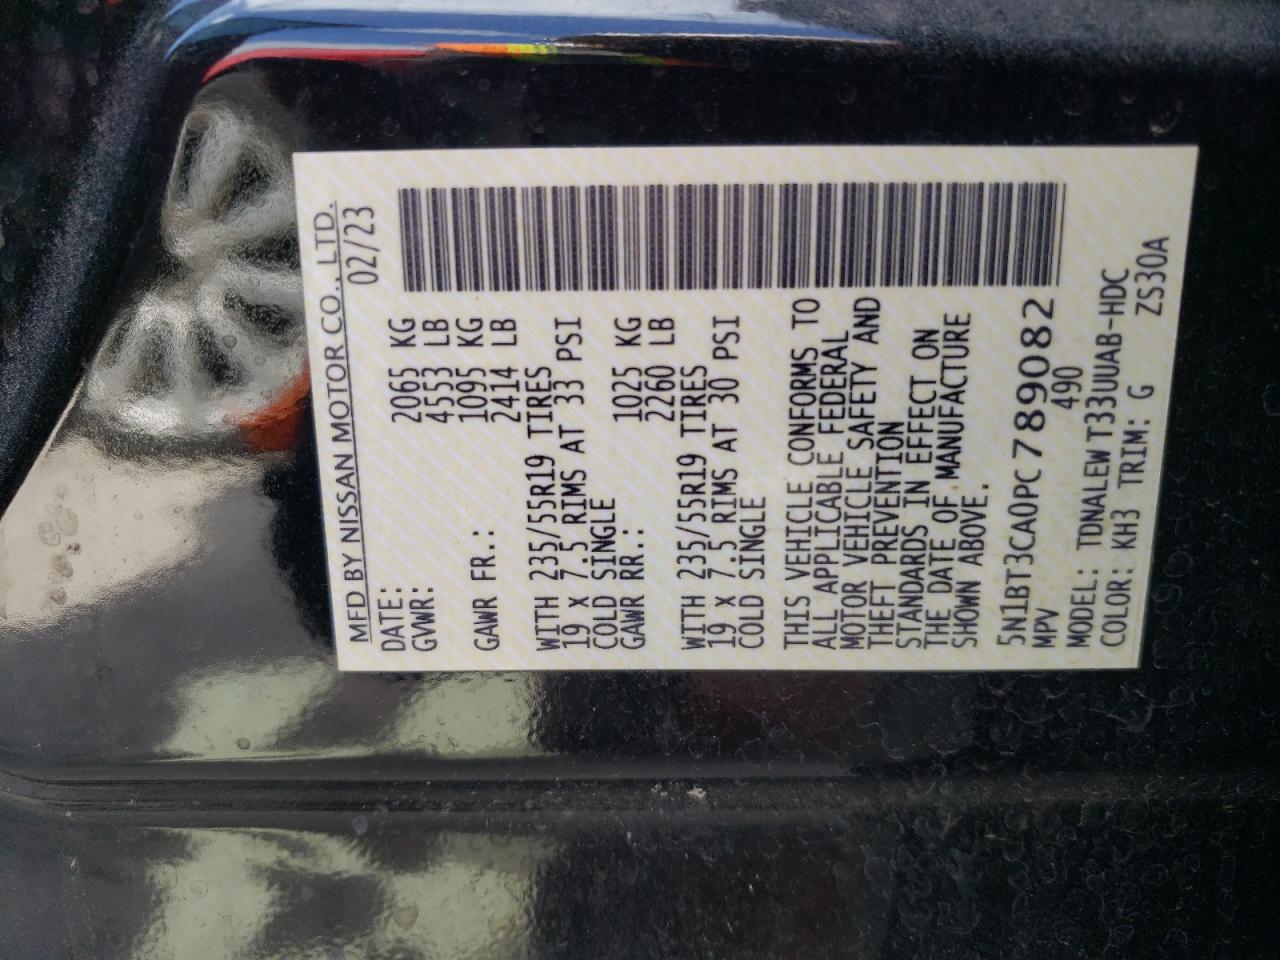 MFD BY NISSAN MOTOR CO.,LTD.
DATE: 02/23
GVWR: 2065 KG
4553 LB
GAWR FR.: 1095 KG
2414 LB
WITH 235/55R19 TIRES
19 x 7.5 RIMS AT 33 PSI
COLD SINGLE
GAWR RR.: 1025 KG
2260 LB
WITH 235/55R19 TIRES
19 x 7.5 RIMS AT 30 PSI
COLD SINGLE
THIS VEHICLE CONFORMS TO
ALL APPLICABLE FEDERAL
MOTOR VEHICLE SAFETY AND
THEFT PREVENTION
STANDARDS IN EFFECT ON
THE DATE OF MANUFACTURE
SHOWN ABOVE.
5N1BT3CA0PC789082
MPV 490
MODEL: TDNALEWT33UUAB-HDC
COLOR: KH3 TRIM: G ZS30A